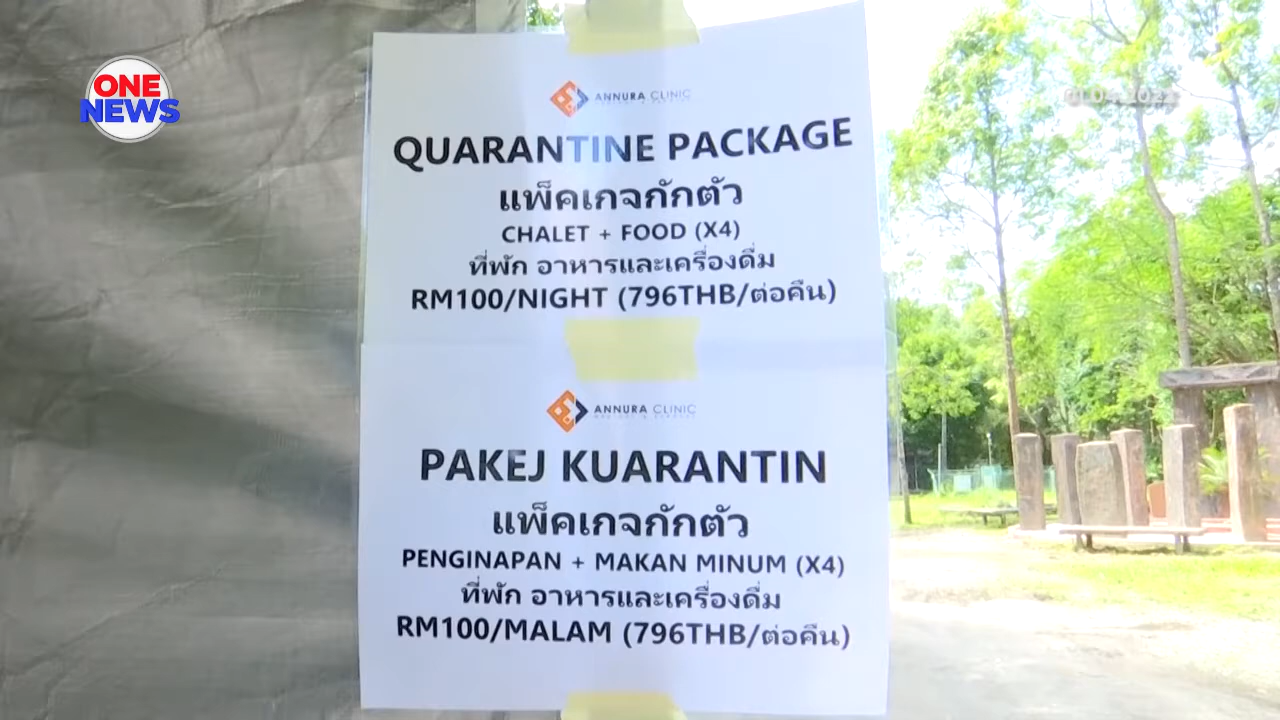 ONE
NEWS
01.04.2022
ANNURA CLINIC
QUARANTINE PACKAGE
แพ็คเกจกักตัว
CHALET + FOOD (X4)
ที่พัก อาหารและเครื่องดื่ม
RM100/NIGHT (796THB/ต่อคืน)
ANNURA CLINIC
PAKEJ KUARANTIN
แพ็คเกจกักตัว
PENGINAPAN + MAKAN MINUM (X4)
ที่พัก อาหารและเครื่องดื่ม
RM100/MALAM (796THB/ต่อคืน)